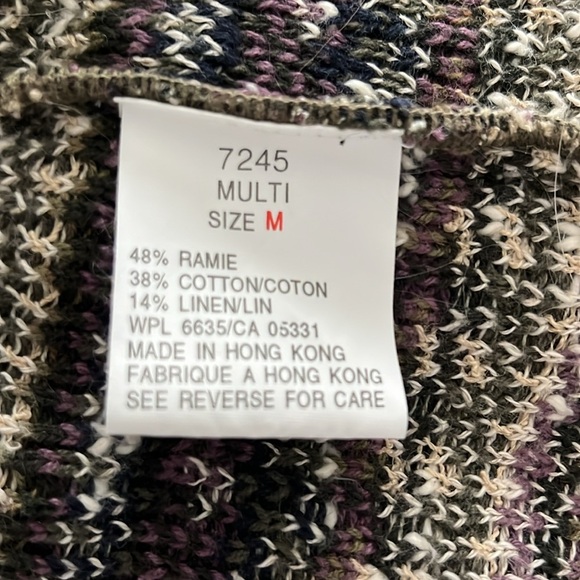 7245
MULTI
SIZE M
48% RAMIE
38% COTTON/COTON
14% LINEN/LIN
WPL 6635/CA 05331
MADE IN HONG KONG
FABRIQUE A HONG KONG
SEE REVERSE FOR CARE